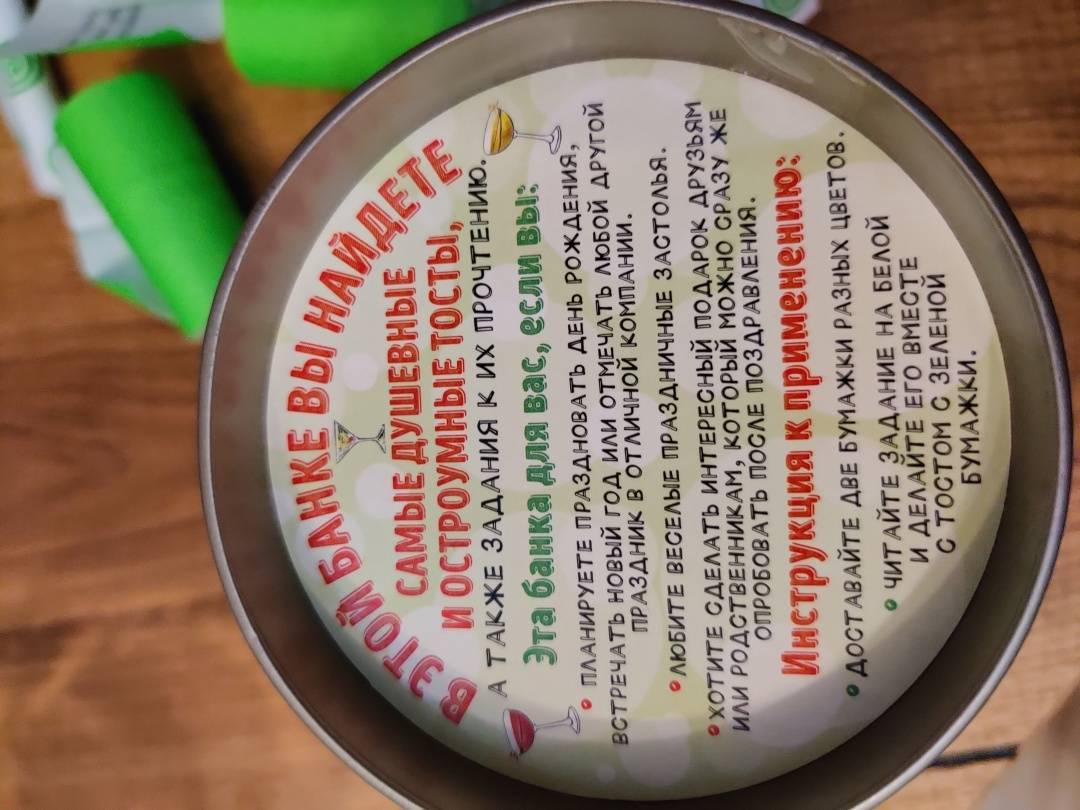 В ЭТОЙ БАНКЕ ВЫ НАЙДЕТЕ
САМЫЕ ДУШЕВНЫЕ
И ОСТРОУМНЫЕ ТОСТЫ,
А ТАКЖЕ ЗАДАНИЯ К ИХ ПРОЧТЕНИЮ.
Эта банка для вас, если вы:
• ПЛАНИРУЕТЕ ПРАЗДНОВАТЬ ДЕНЬ РОЖДЕНИЯ,
ВСТРЕЧАТЬ НОВЫЙ ГОД ИЛИ ОТМЕЧАТЬ ЛЮБОЙ ДРУГОЙ
ПРАЗДНИК В ОТЛИЧНОЙ КОМПАНИИ.
• ЛЮБИТЕ ВЕСЕЛЫЕ ПРАЗДНИЧНЫЕ ЗАСТОЛЬЯ.
• ХОТИТЕ СДЕЛАТЬ ИНТЕРЕСНЫЙ ПОДАРОК ДРУЗЬЯМ
ИЛИ РОДСТВЕННИКАМ, КОТОРЫЙ МОЖНО СРАЗУ ЖЕ
ОПРОБОВАТЬ ПОСЛЕ ПОЗДРАВЛЕНИЯ.
Инструкция к применению:
• ДОСТАВАЙТЕ ДВЕ БУМАЖКИ РАЗНЫХ ЦВЕТОВ.
• ЧИТАЙТЕ ЗАДАНИЕ НА БЕЛОЙ
И ДЕЛАЙТЕ ЕГО ВМЕСТЕ
С ТОСТОМ С ЗЕЛЕНОЙ
БУМАЖКИ.